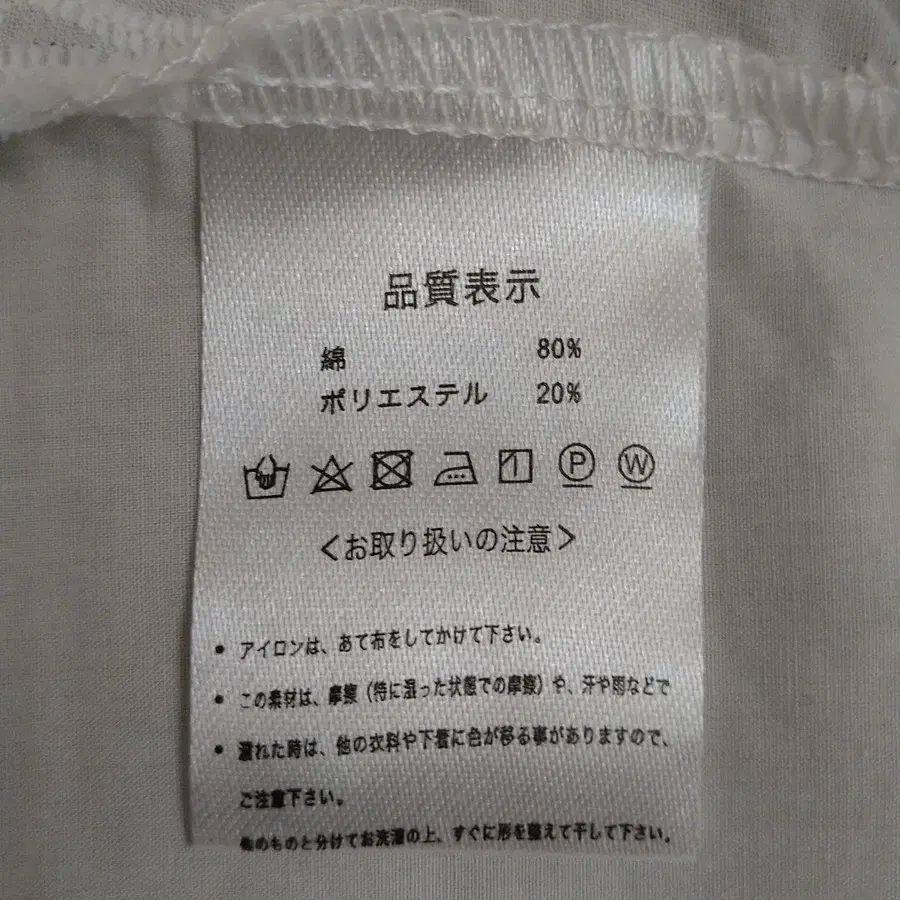 品質表示
綿 80%
ポリエステル 20%
P W
<お取り扱いの注意>
• アイロンは、あて布をしてかけて下さい。
• この素材は、摩擦(特に湿った状態での摩擦)や、汗や雨などで
• 濡れた時は、他の衣料や下着に色が移る事がありますので、
ご注意下さい。
他のものと分けてお洗濯の上、すぐに形を整えて干して下さい。